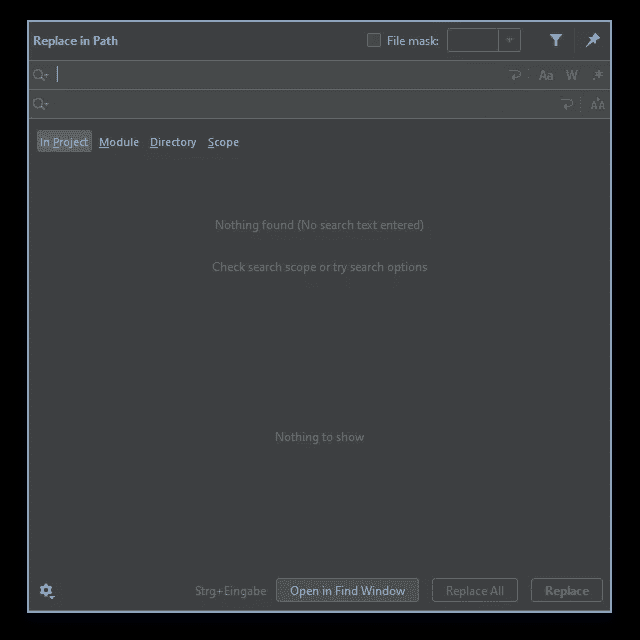 Replace in Path
File mask:
Aa W .*
In Project Module Directory Scope
Nothing found (No search text entered)
Check search scope or try search options
Nothing to show
Strg+Eingabe Open in Find Window Replace All Replace